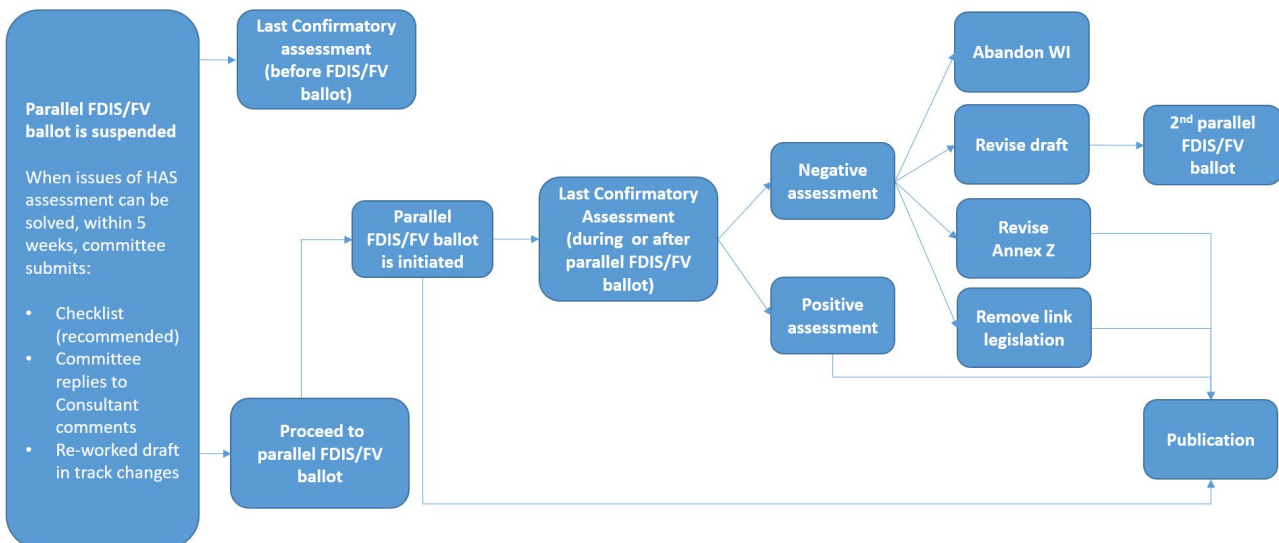 Parallel FDIS/FV
ballot is suspended
When issues of HAS
assessment can be
solved, within 5
weeks, committee
submits:
• Checklist
(recommended)
• Committee
replies to
Consultant
comments
• Re-worked draft
in track changes
Last Confirmatory
assessment
(before FDIS/FV
ballot)
Proceed to
parallel FDIS/FV
ballot
Parallel
FDIS/FV ballot
is initiated
Last Confirmatory
Assessment
(during or after
parallel FDIS/FV
ballot)
Negative
assessment
Positive
assessment
Abandon WI
Revise draft
Revise
Annex Z
Remove link
legislation
2nd parallel
FDIS/FV
ballot
Publication